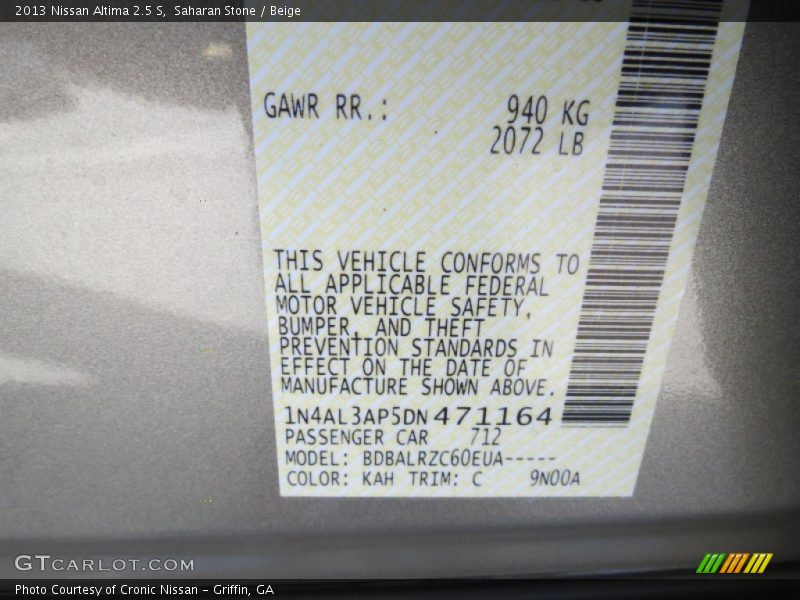 2013 Nissan Altima 2.5 S, Saharan Stone / Beige
GAWR RR.: 940 KG
2072 LB
THIS VEHICLE CONFORMS TO
ALL APPLICABLE FEDERAL
MOTOR VEHICLE SAFETY,
BUMPER, AND THEFT
PREVENTION STANDARDS IN
EFFECT ON THE DATE OF
MANUFACTURE SHOWN ABOVE.
1N4AL3AP5DN471164
PASSENGER CAR 712
MODEL: BDBALRZC60EUA-----
COLOR: KAH TRIM: C 9N00A
GTCARLOT.COM
Photo Courtesy of Cronic Nissan – Griffin, GA